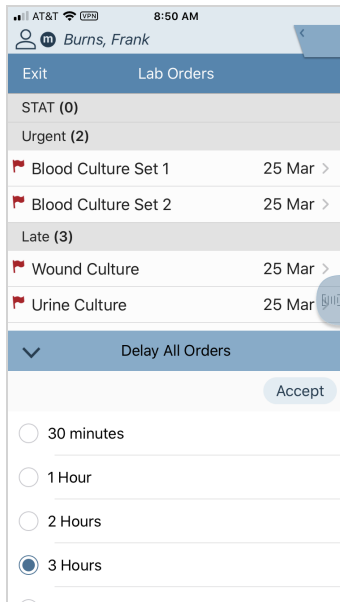 AT&T VPN 8:50 AM
m Burns, Frank
Exit Lab Orders
STAT (0)
Urgent (2)
Blood Culture Set 1 25 Mar
Blood Culture Set 2 25 Mar
Late (3)
Wound Culture 25 Mar
Urine Culture 25 Mar
Delay All Orders
Accept
30 minutes
1 Hour
2 Hours
3 Hours